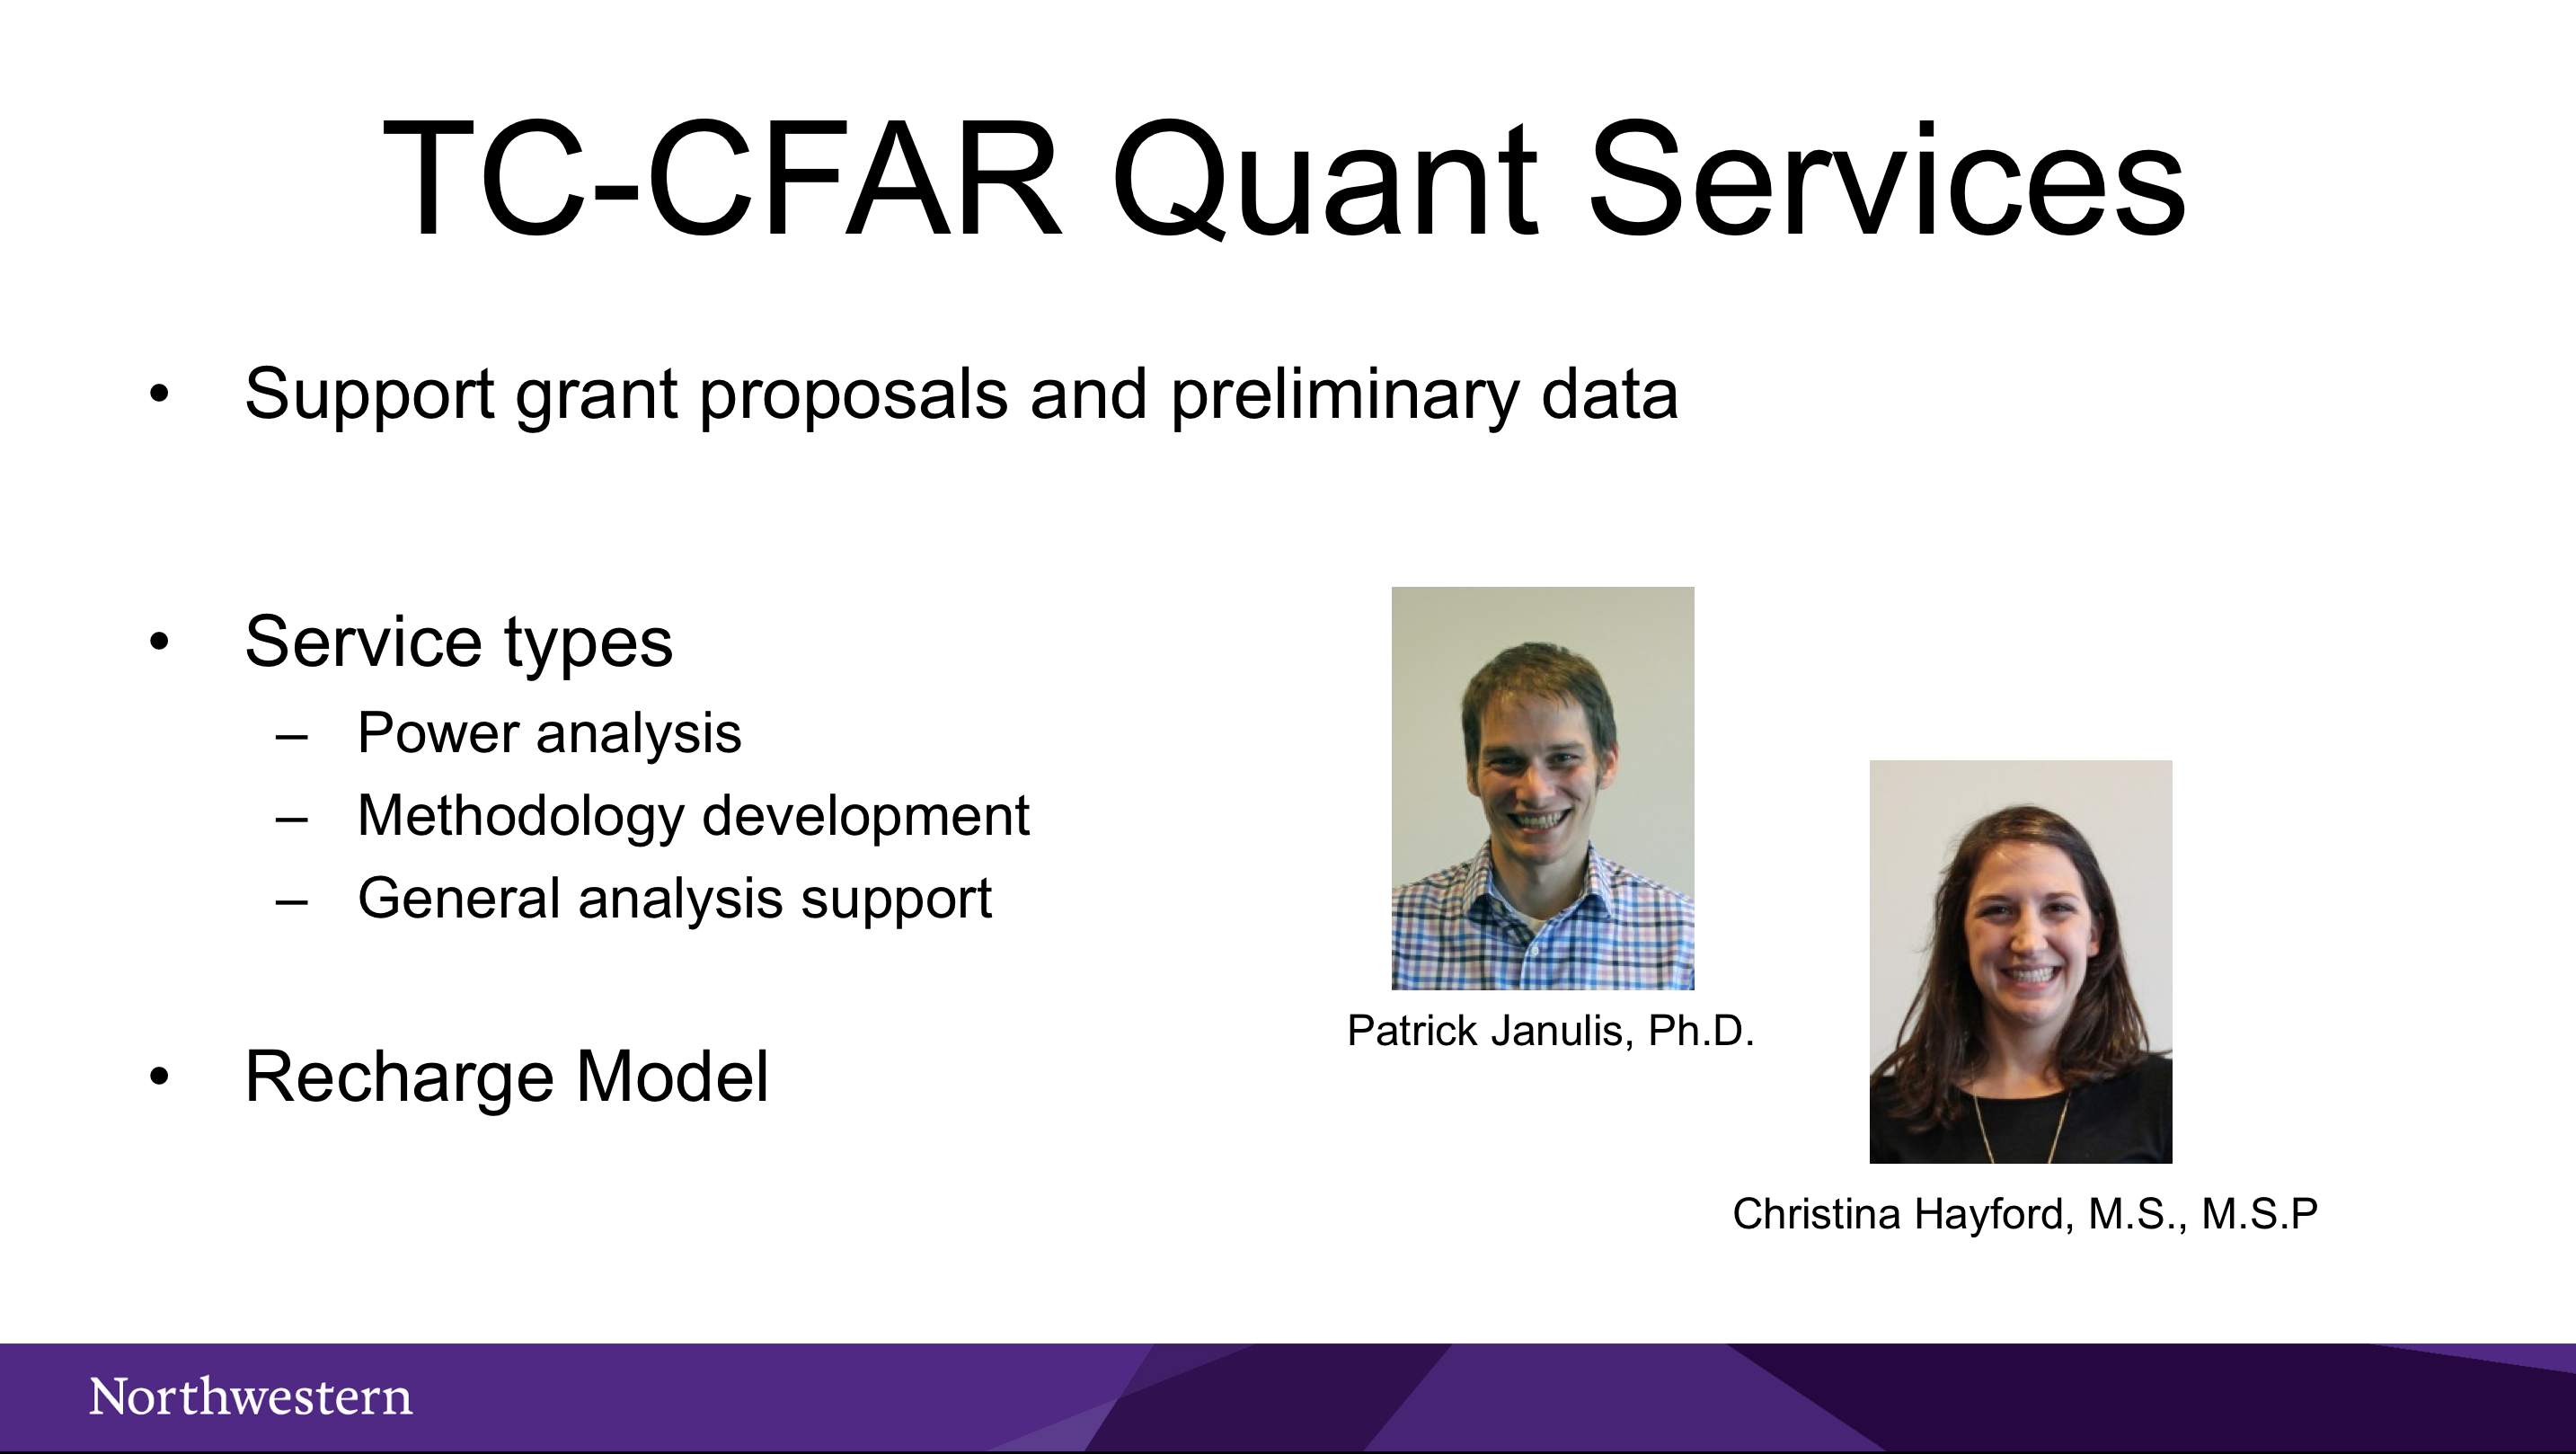 TC-CFAR Quant Services
• Support grant proposals and preliminary data
• Service types
– Power analysis
– Methodology development
– General analysis support
• Recharge Model
Patrick Janulis, Ph.D.
Christina Hayford, M.S., M.S.P
Northwestern